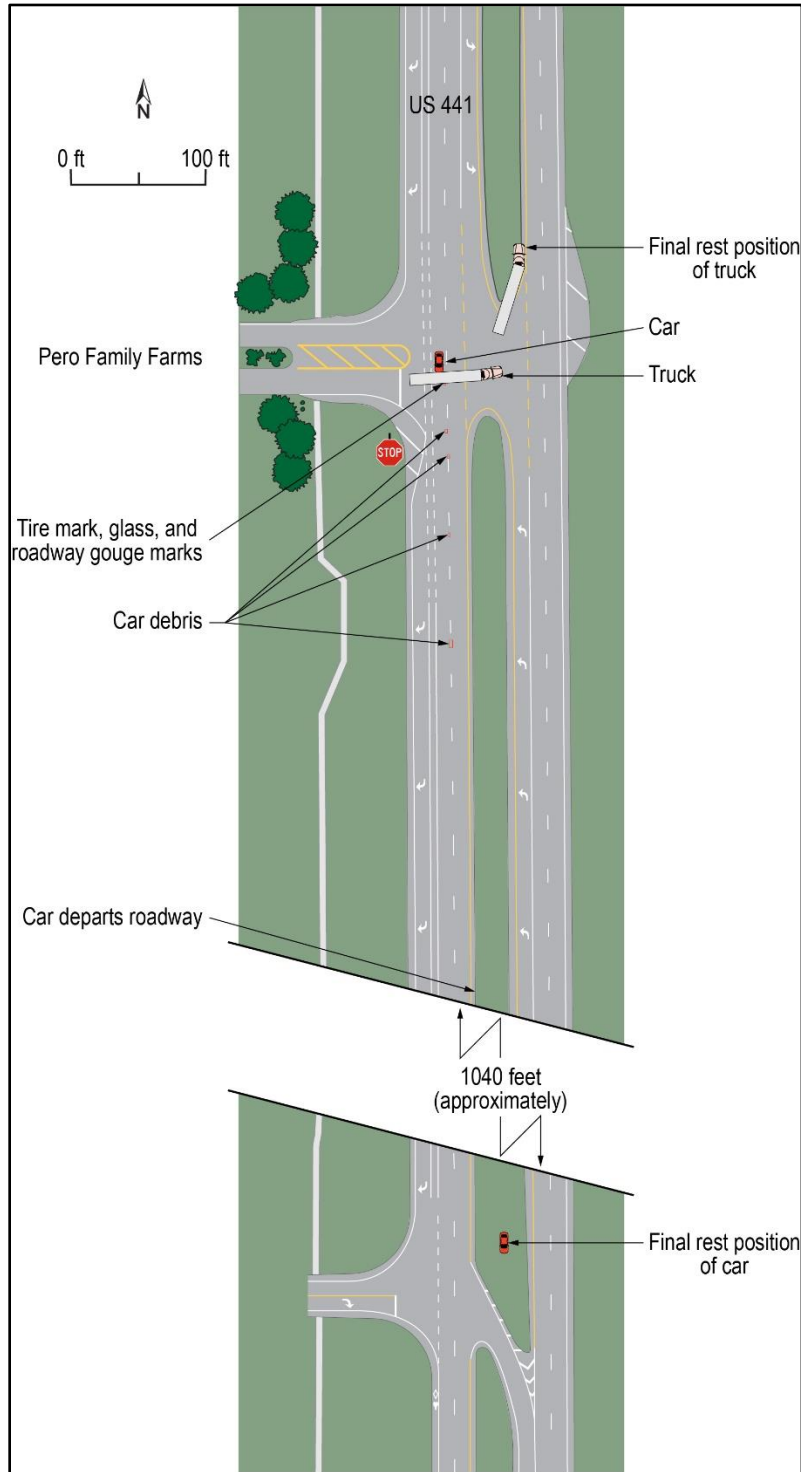 US 441
N
0 ft
100 ft
Final rest position
of truck
Car
Pero Family Farms
Truck
STOP
Tire mark, glass, and
roadway gouge marks
Car debris
Car departs roadway
1040 feet
(approximately)
Final rest position
of car